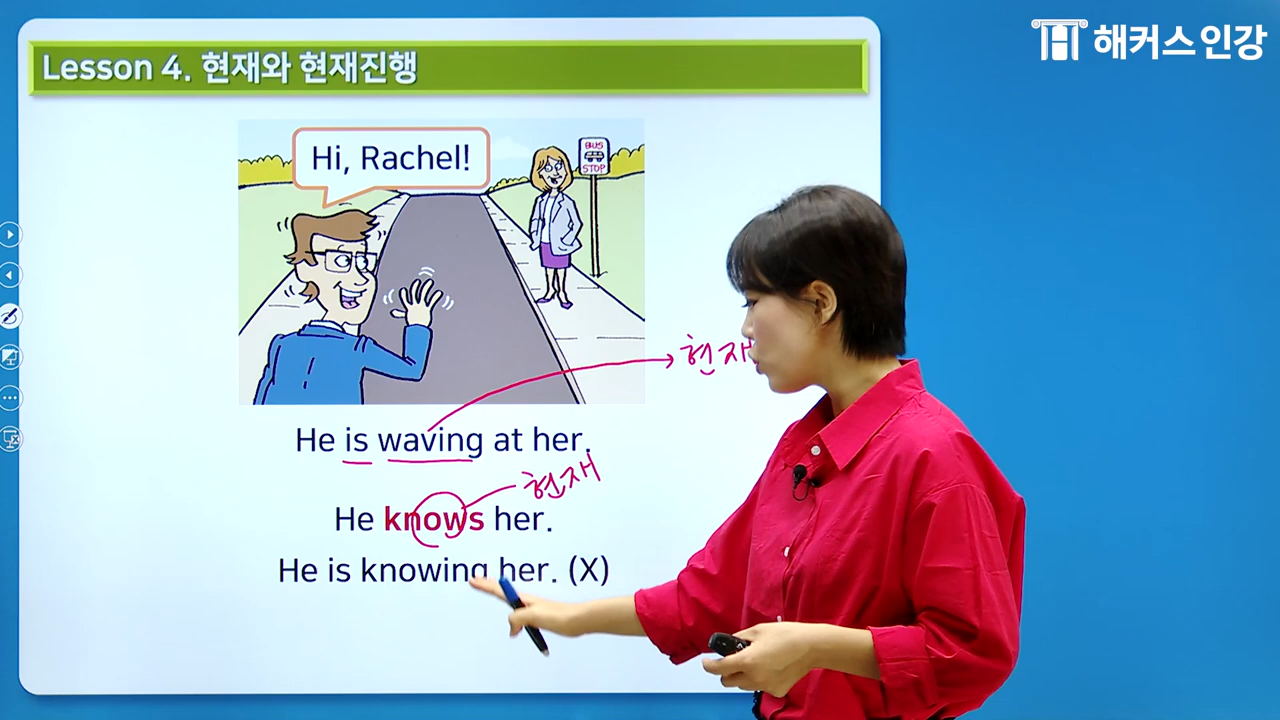 해커스인강
Lesson 4. 현재와 현재진행
Hi, Rachel!
BUS
STOP
현재
He is waving at her.
현재
He knows her.
He is knowing her. (X)